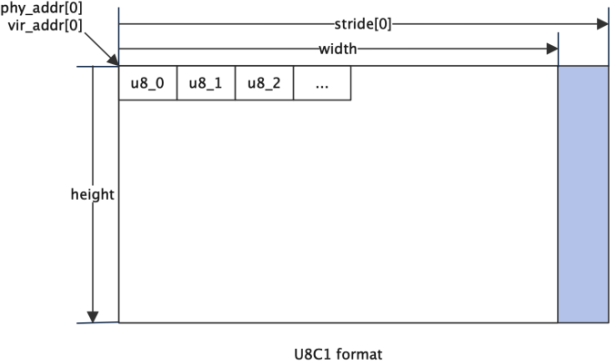 phy_addr[0]
vir_addr[0]
stride[0]
width
u8_0 u8_1 u8_2 ...
height
U8C1 format